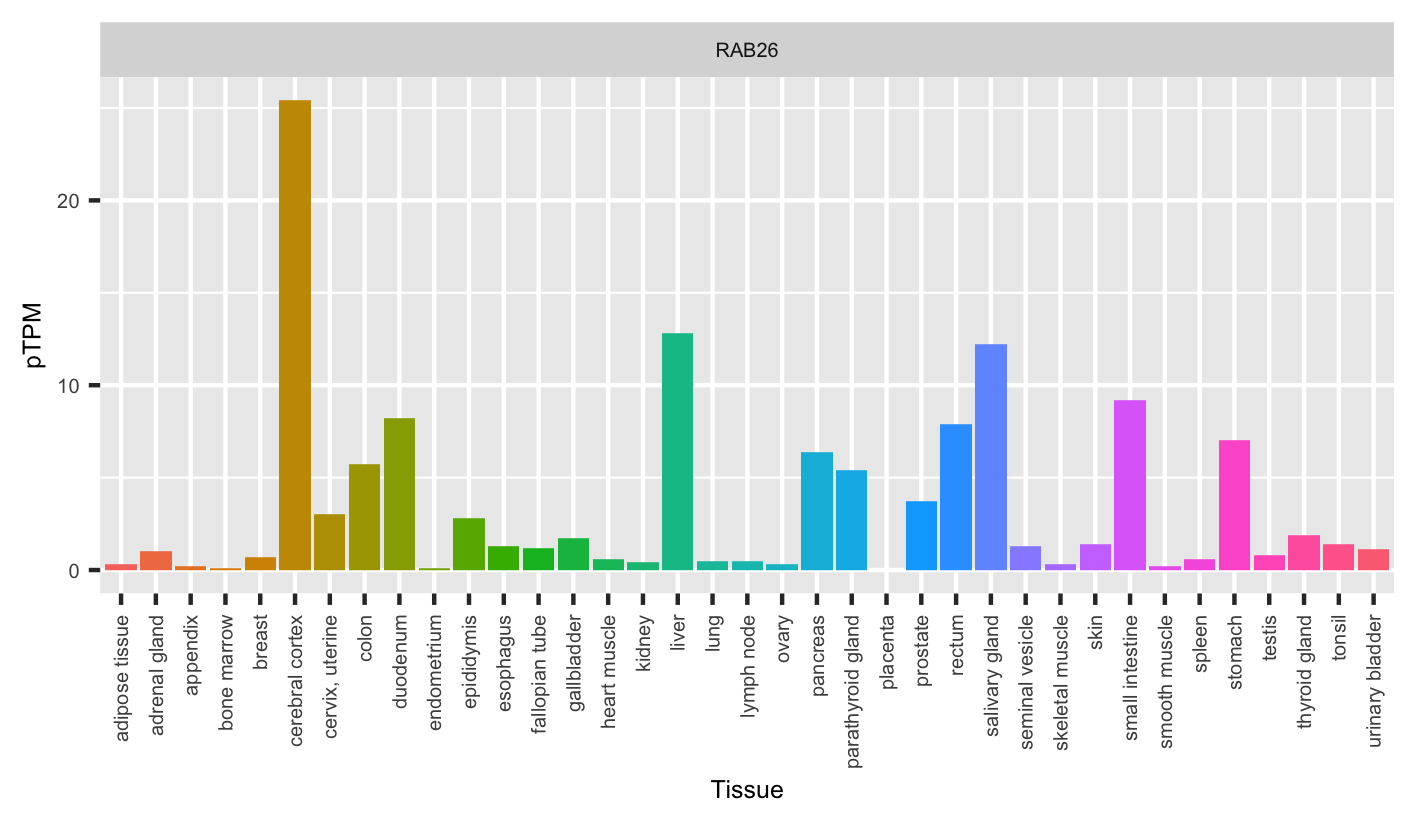 RAB26
pTPM
20
10
0
adipose tissue
adrenal gland
appendix
bone marrow
breast
cerebral cortex
cervix, uterine
colon
duodenum
endometrium
epididymis
esophagus
fallopian tube
gallbladder
heart muscle
kidney
liver
lung
lymph node
ovary
pancreas
parathyroid gland
placenta
prostate
rectum
salivary gland
seminal vesicle
skeletal muscle
skin
small intestine
smooth muscle
spleen
stomach
testis
thyroid gland
tonsil
urinary bladder
Tissue